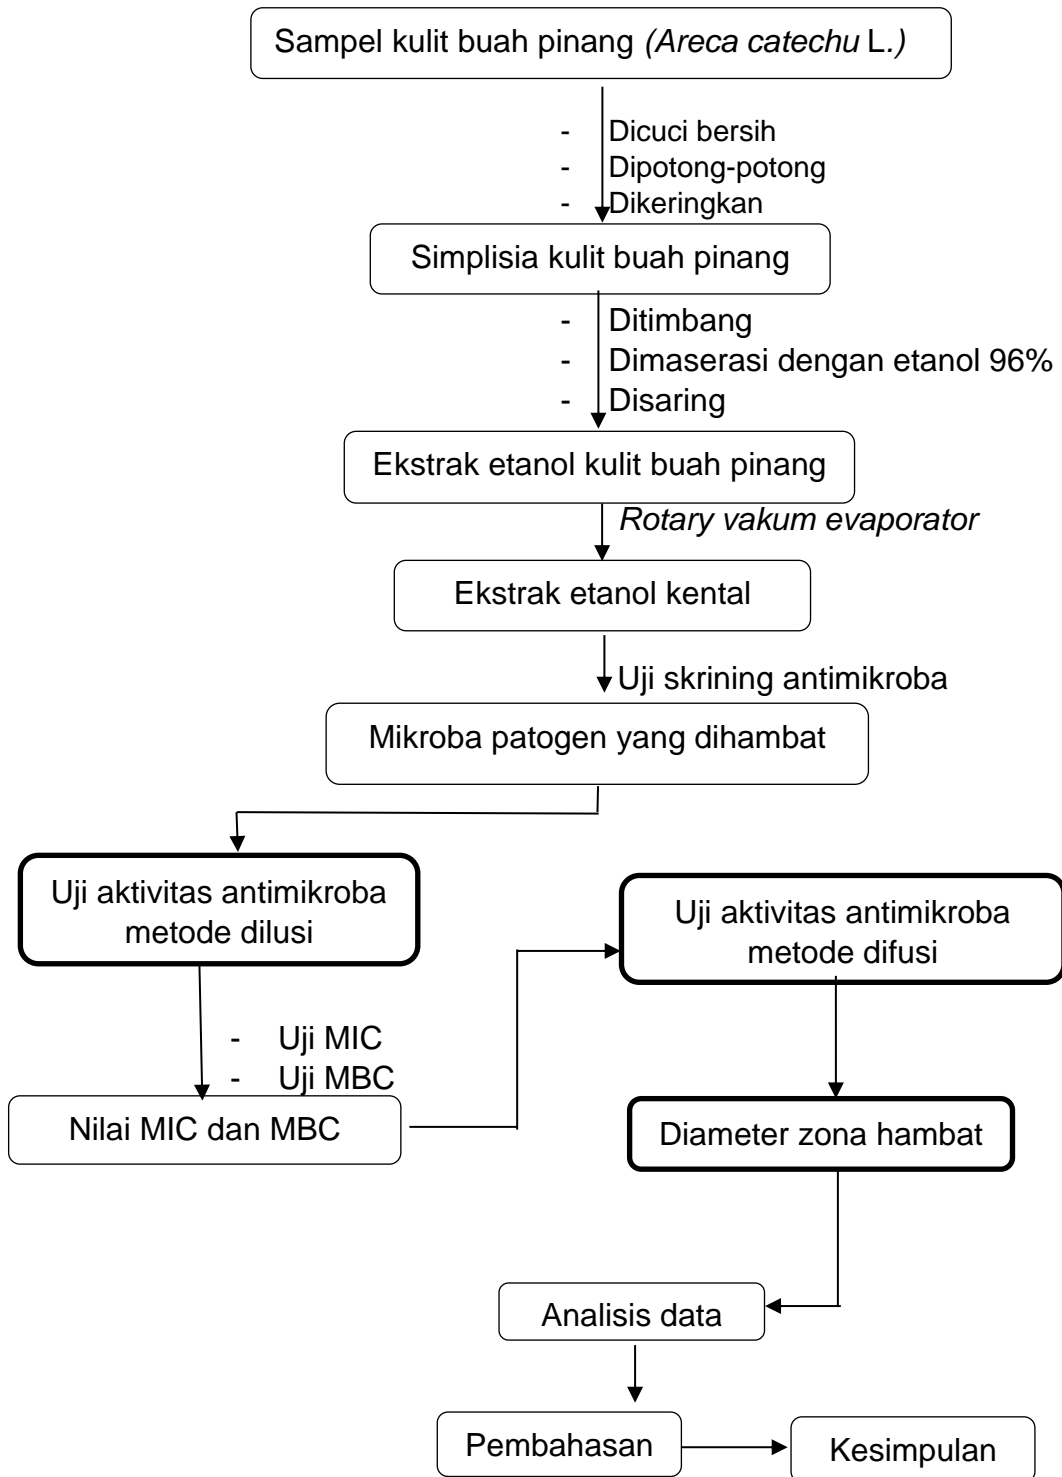 Sampel kulit buah pinang (Areca catechu L.)
- Dicuci bersih
- Dipotong-potong
- Dikeringkan
Simplisia kulit buah pinang
- Ditimbang
- Dimaserasi dengan etanol 96%
- Disaring
Ekstrak etanol kulit buah pinang
Rotary vakum evaporator
Ekstrak etanol kental
Uji skrining antimikroba
Mikroba patogen yang dihambat
Uji aktivitas antimikroba
metode dilusi
- Uji MIC
- Uji MBC
Nilai MIC dan MBC
Uji aktivitas antimikroba
metode difusi
Diameter zona hambat
Analisis data
Pembahasan
Kesimpulan